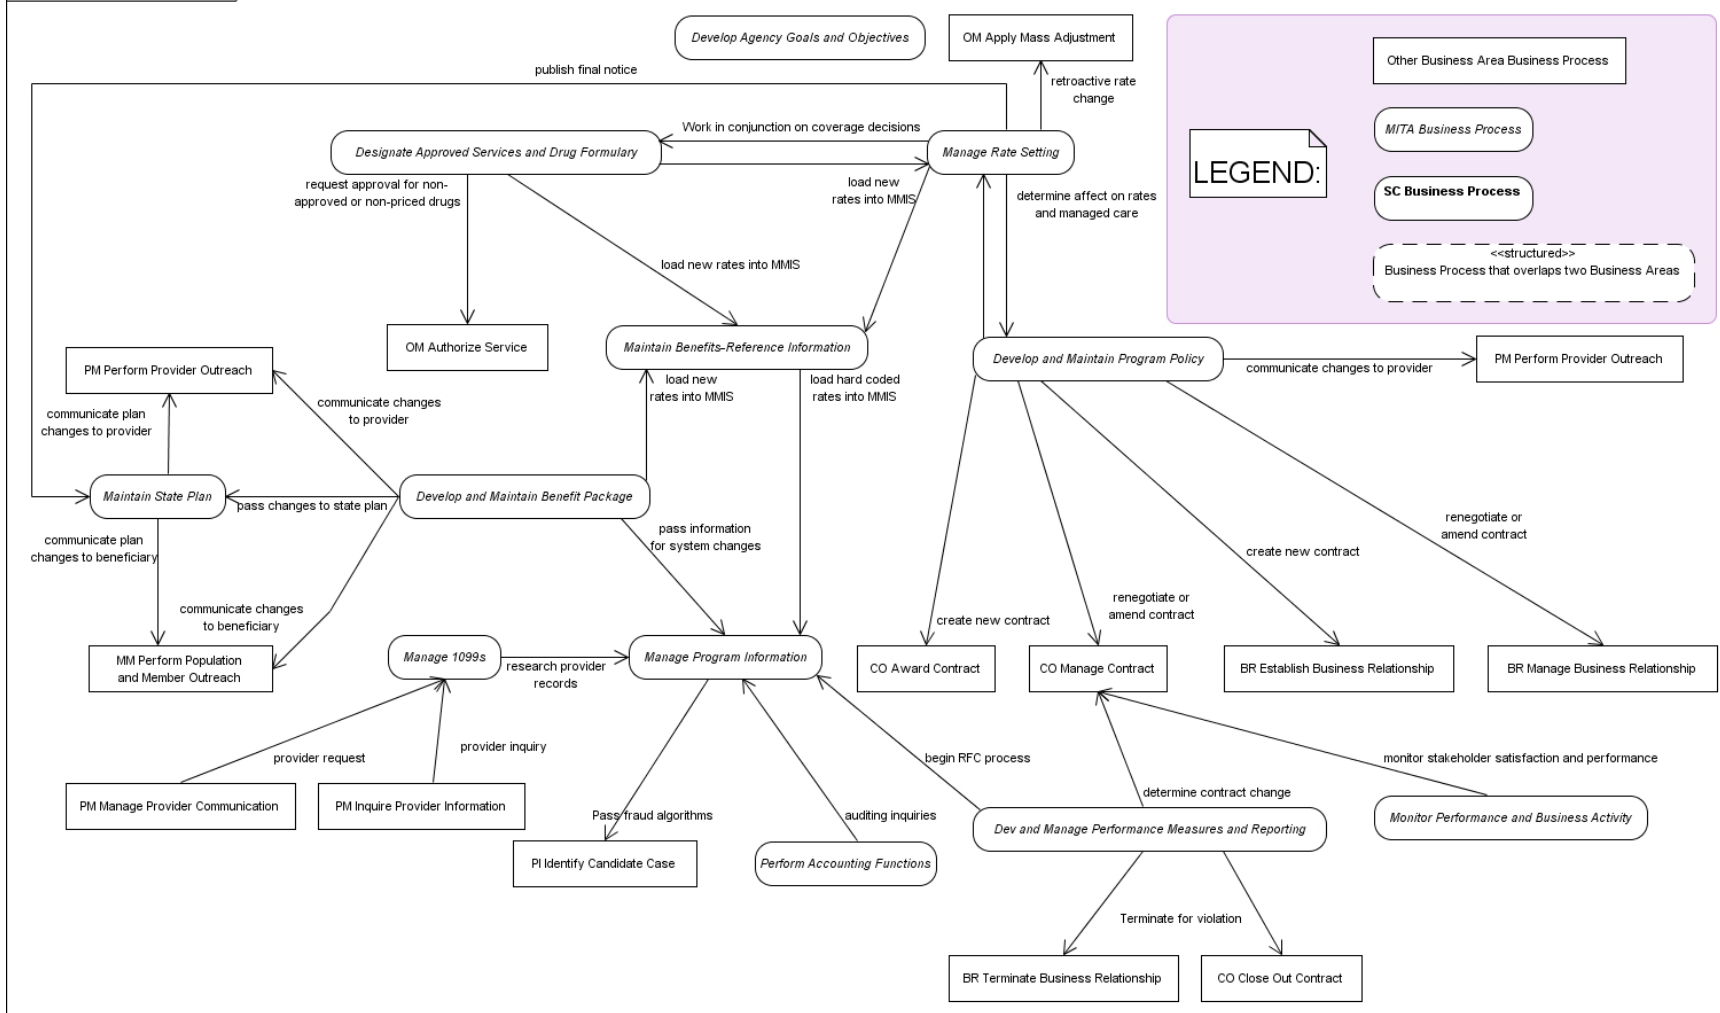 Develop Agency Goals and Objectives
OM Apply Mass Adjustment
Other Business Area Business Process
publish final notice
retroactive rate
change
MITA Business Process
Work in conjunction on coverage decisions
Designate Approved Services and Drug Formulary
Manage Rate Setting
LEGEND:
SC Business Process
request approval for non-
approved or non-priced drugs
load new
rates into MMIS
determine affect on rates
and managed care
<<structured>>
Business Process that overlaps two Business Areas
load new rates into MMIS
OM Authorize Service
Maintain Benefits-Reference Information
Develop and Maintain Program Policy
PM Perform Provider Outreach
communicate changes to provider
PM Perform Provider Outreach
load new
rates into MMIS
load hard coded
rates into MMIS
communicate changes
to provider
communicate plan
changes to provider
Maintain State Plan
pass changes to state plan
Develop and Maintain Benefit Package
communicate plan
changes to beneficiary
pass information
for system changes
renegotiate or
amend contract
create new contract
communicate changes
to beneficiary
create new contract
renegotiate or
amend contract
MM Perform Population
and Member Outreach
Manage 1099s
research provider
records
Manage Program Information
CO Award Contract
CO Manage Contract
BR Establish Business Relationship
BR Manage Business Relationship
provider request
provider inquiry
begin RFC process
monitor stakeholder satisfaction and performance
determine contract change
PM Manage Provider Communication
PM Inquire Provider Information
Pass fraud algorithms
auditing inquiries
Dev and Manage Performance Measures and Reporting
Monitor Performance and Business Activity
PI Identify Candidate Case
Perform Accounting Functions
Terminate for violation
BR Terminate Business Relationship
CO Close Out Contract